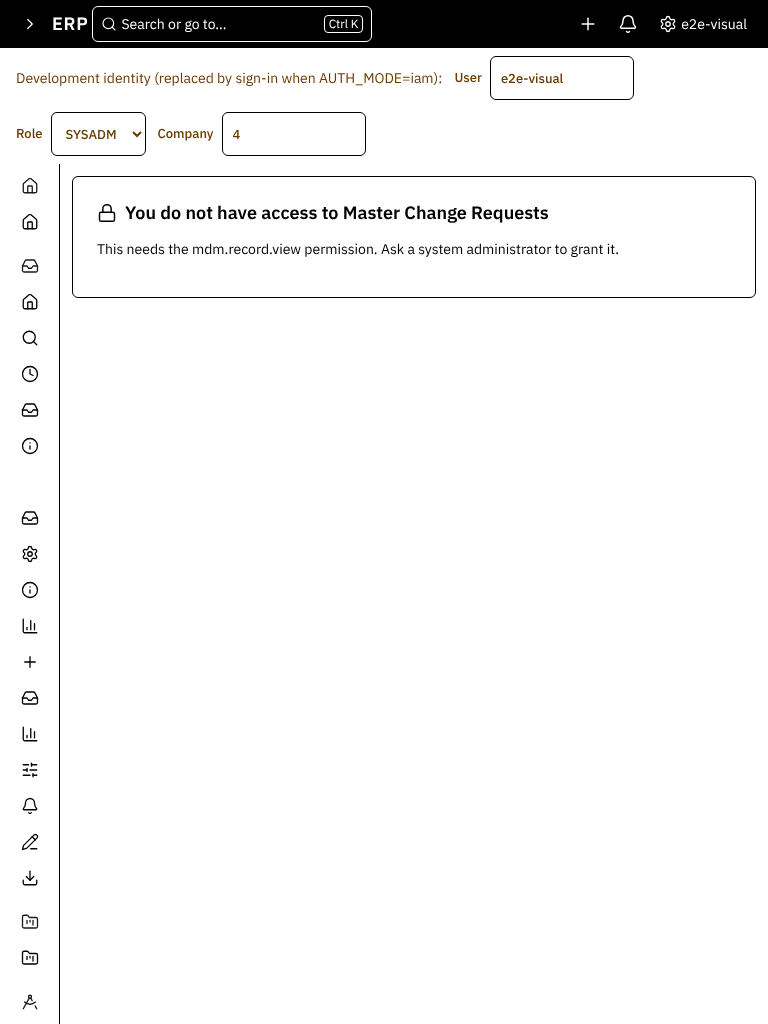 ERP Search or go to... Ctrl K e2e-visual
Development identity (replaced by sign-in when AUTH_MODE=iam): User e2e-visual
Role SYSADM Company 4
You do not have access to Master Change Requests
This needs the mdm.record.view permission. Ask a system administrator to grant it.